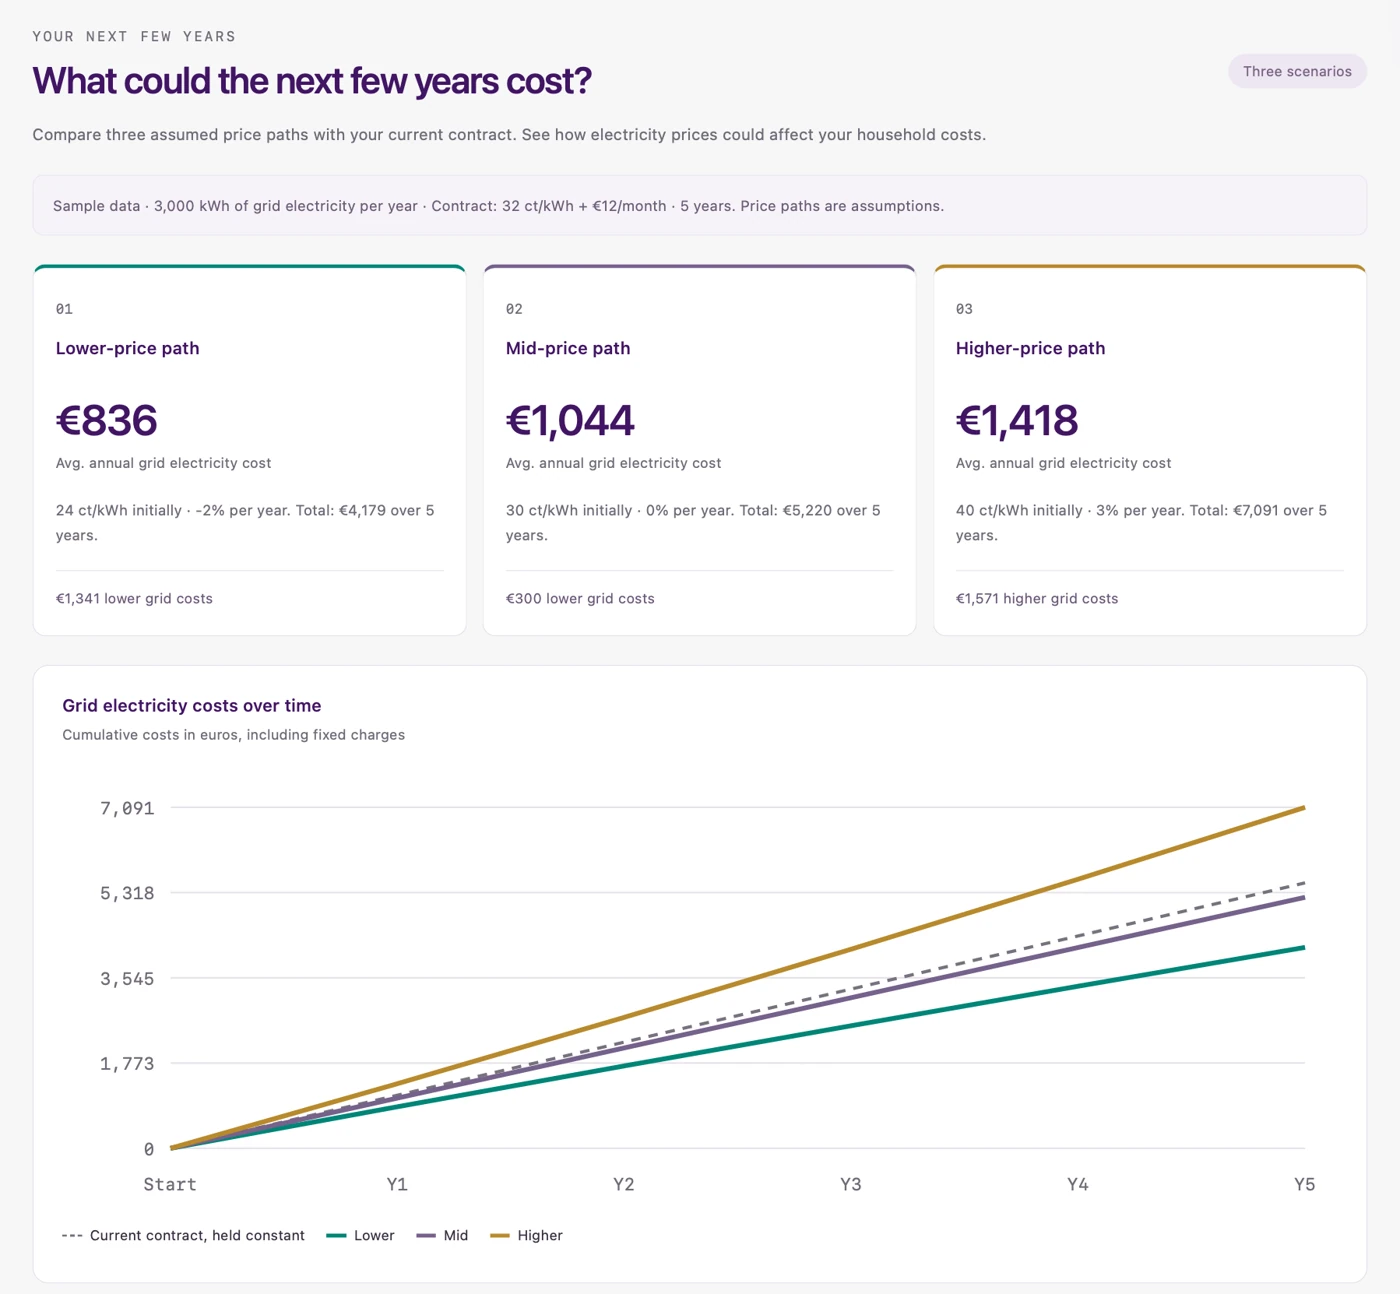 YOUR NEXT FEW YEARS
What could the next few years cost?
Three scenarios
Compare three assumed price paths with your current contract. See how electricity prices could affect your household costs.
Sample data · 3,000 kWh of grid electricity per year · Contract: 32 ct/kWh + €12/month · 5 years. Price paths are assumptions.
01
Lower-price path
€836
Avg. annual grid electricity cost
24 ct/kWh initially · -2% per year. Total: €4,179 over 5
years.
€1,341 lower grid costs
02
Mid-price path
€1,044
Avg. annual grid electricity cost
30 ct/kWh initially · 0% per year. Total: €5,220 over 5
years.
€300 lower grid costs
03
Higher-price path
€1,418
Avg. annual grid electricity cost
40 ct/kWh initially · 3% per year. Total: €7,091 over 5
years.
€1,571 higher grid costs
Grid electricity costs over time
Cumulative costs in euros, including fixed charges
7,091
5,318
3,545
1,773
0
Start Y1 Y2 Y3 Y4 Y5
Current contract, held constant Lower Mid Higher